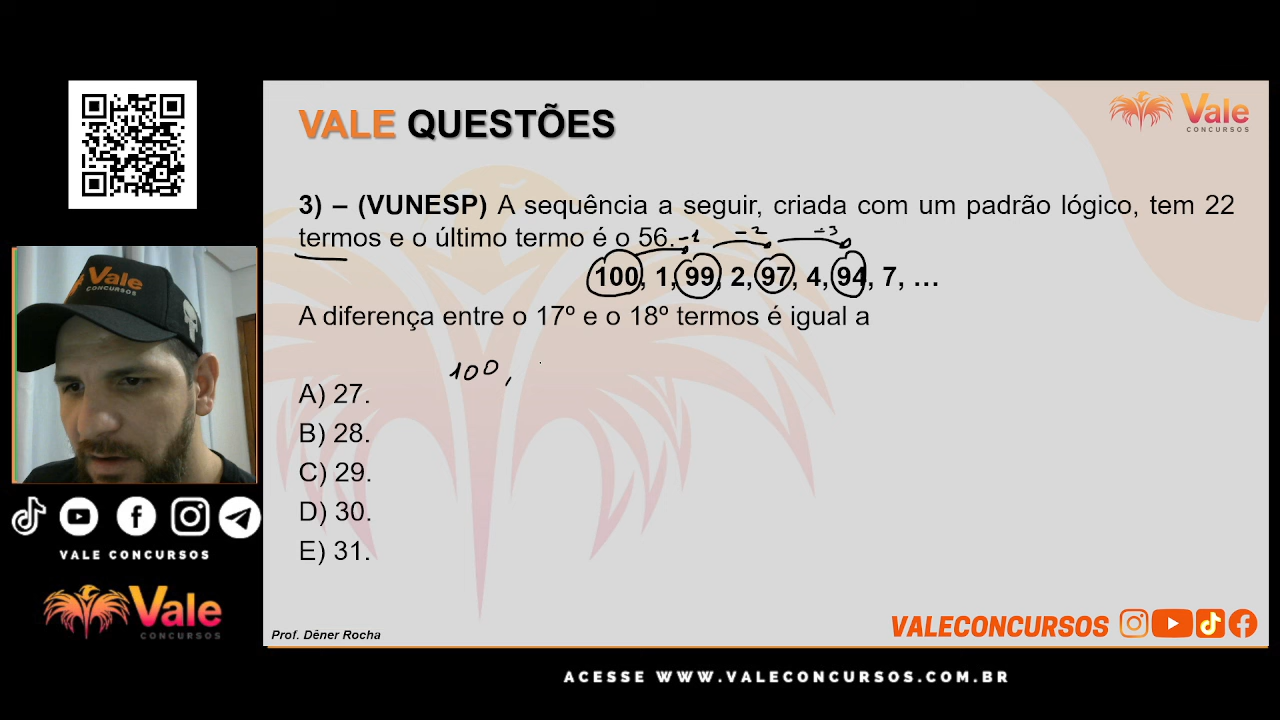 VALE QUESTÕES
Vale
CONCURSOS
3) – (VUNESP) A sequência a seguir, criada com um padrão lógico, tem 22
termos e o último termo é o 56.
-1 -2 -3
100, 1, 99, 2, 97, 4, 94, 7, ...
A diferença entre o 17º e o 18º termos é igual a
100,
A) 27.
B) 28.
C) 29.
D) 30.
E) 31.
Vale
CONCURSOS
VALE CONCURSOS
Vale
CONCURSOS
Prof. Dêner Rocha
VALECONCURSOS
ACESSE WWW.VALECONCURSOS.COM.BR